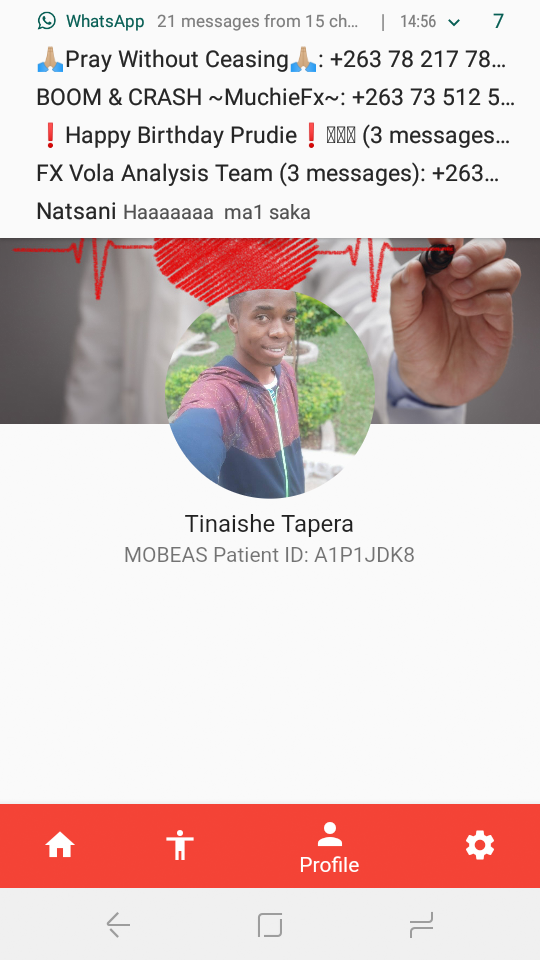 WhatsApp 21 messages from 15 ch... | 14:56 7
🙏🏽Pray Without Ceasing🙏🏽: +263 78 217 78...
BOOM & CRASH ~MuchieFx~: +263 73 512 5...
❗Happy Birthday Prudie❗ (3 messages...
FX Vola Analysis Team (3 messages): +263...
Natsani Haaaaaaa ma1 saka
Tinaishe Tapera
MOBEAS Patient ID: A1P1JDK8
Profile